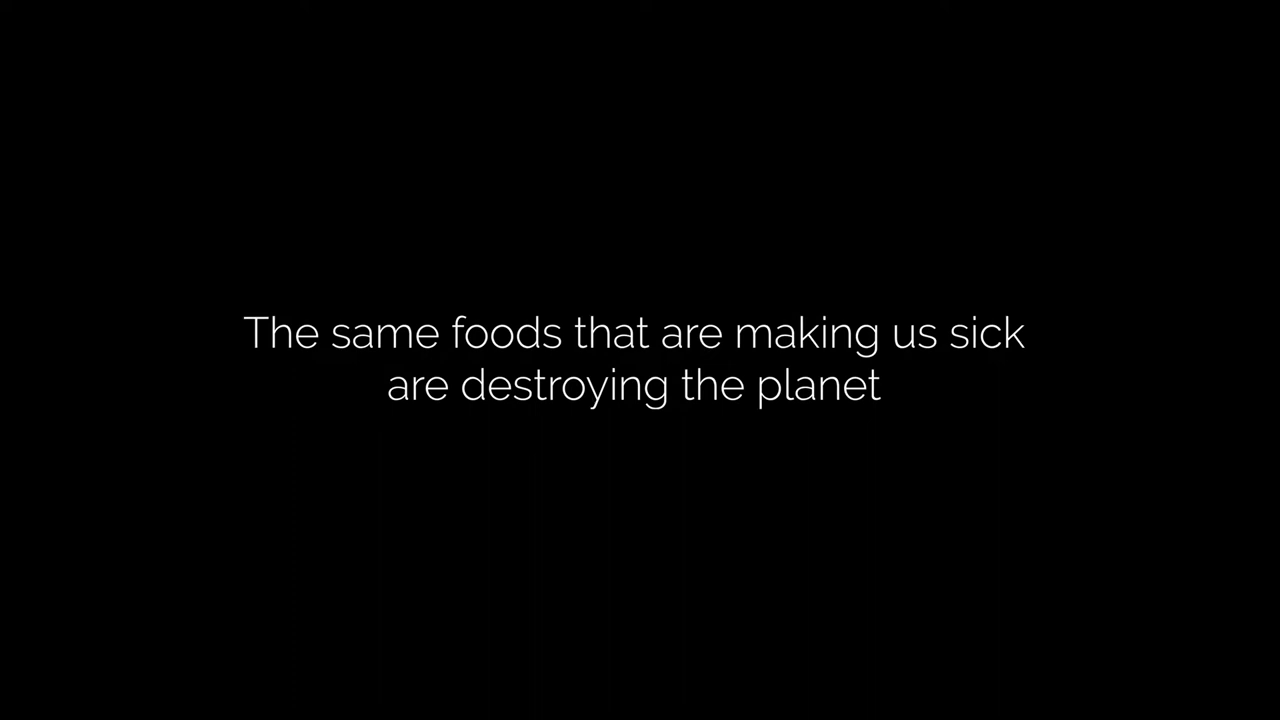 The same foods that are making us sick
are destroying the planet